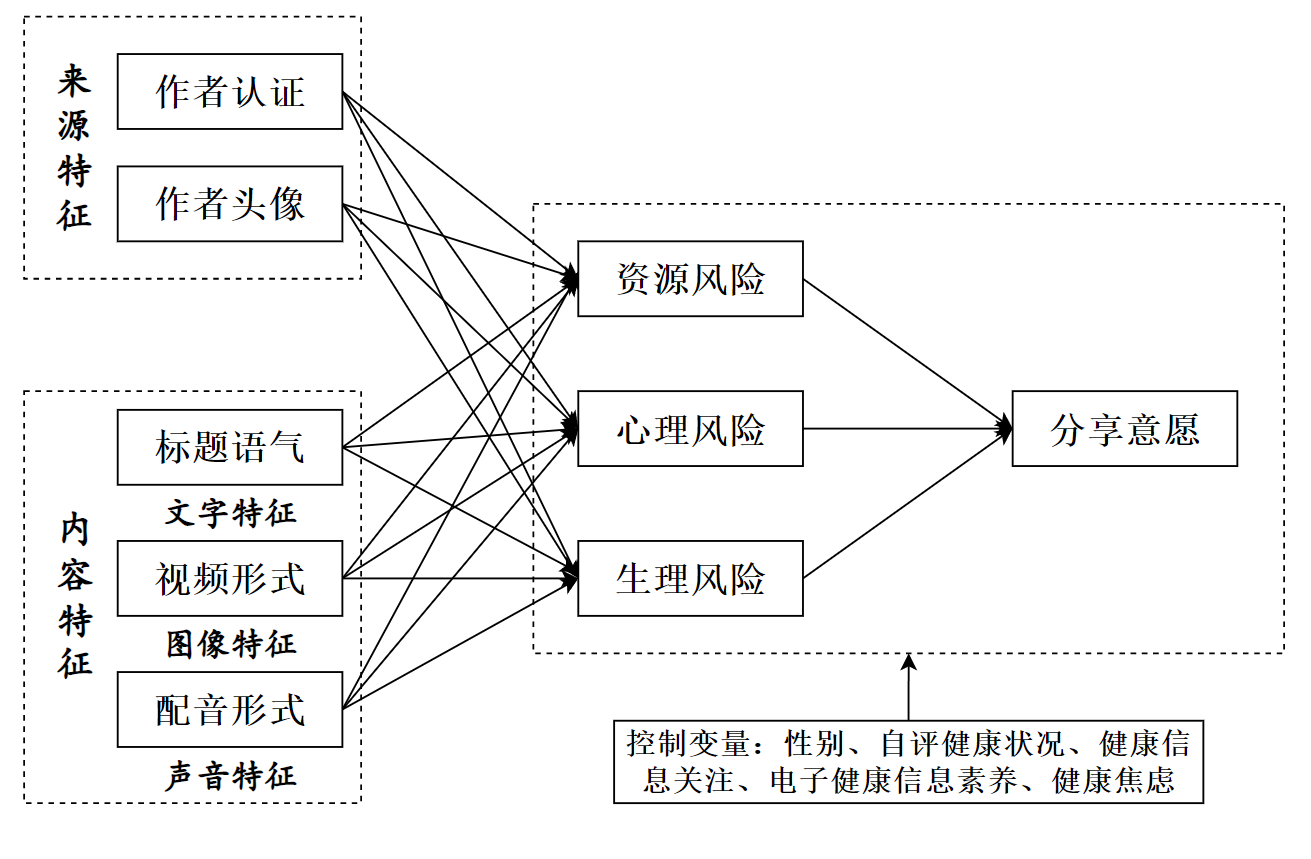 来源特征
作者认证
作者头像
内容特征
标题语气
文字特征
视频形式
图像特征
配音形式
声音特征
资源风险
心理风险
生理风险
分享意愿
控制变量：性别、自评健康状况、健康信
息关注、电子健康信息素养、健康焦虑